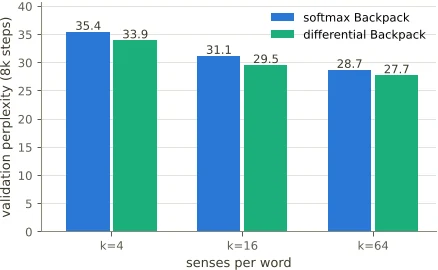 softmax Backpack
differential Backpack
validation perplexity (8k steps)
40
35
30
25
20
15
10
5
0
35.4
33.9
31.1
29.5
28.7
27.7
k=4
k=16
k=64
senses per word